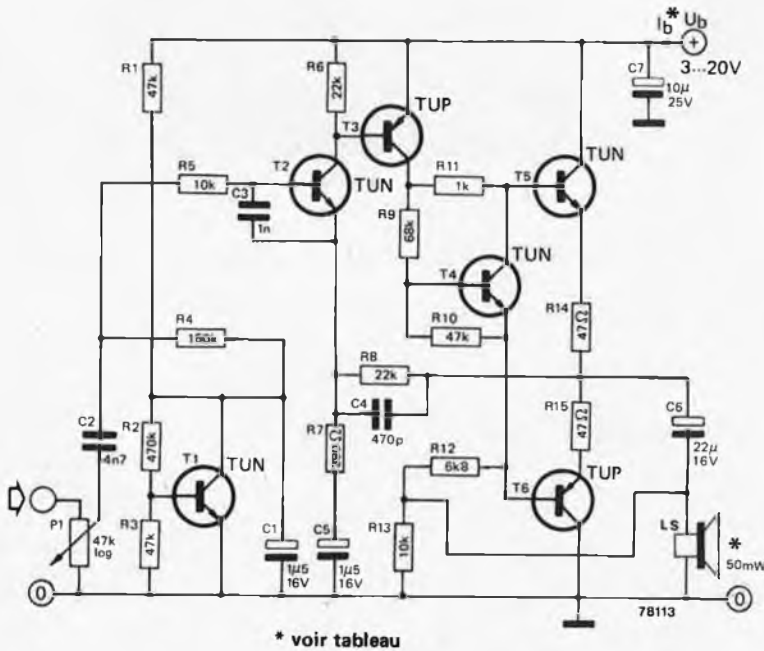 I_b * U_b
+
3...20V
C7
10µ
25V
R1
47k
R6
22k
T3
TUP
R5
10k
T2
TUN
C3
1n
R11
1k
T5
TUN
R9
68k
T4
TUN
R4
R10
47k
R14
47Ω
R8
22k
C4
470p
R15
47Ω
C6
22µ
16V
C2
4n7
R2
470k
T1
TUN
R7
R12
6k8
T6
TUP
P1
47k
log
R3
47k
C1
1µ5
16V
C5
1µ5
16V
R13
10k
LS
*
50mW
0
78113
0
* voir tableau